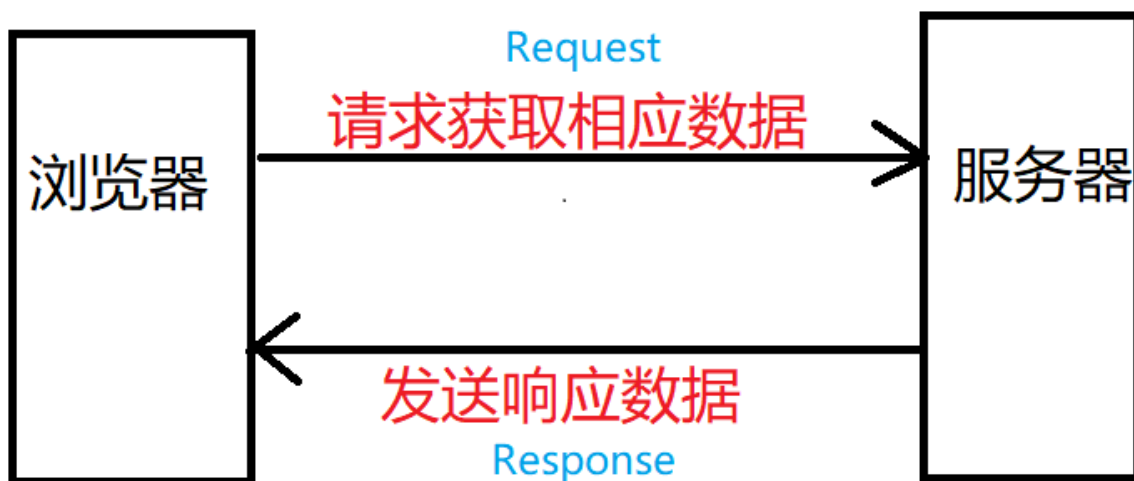 Request
请求获取相应数据
浏览器
服务器
发送响应数据
Response